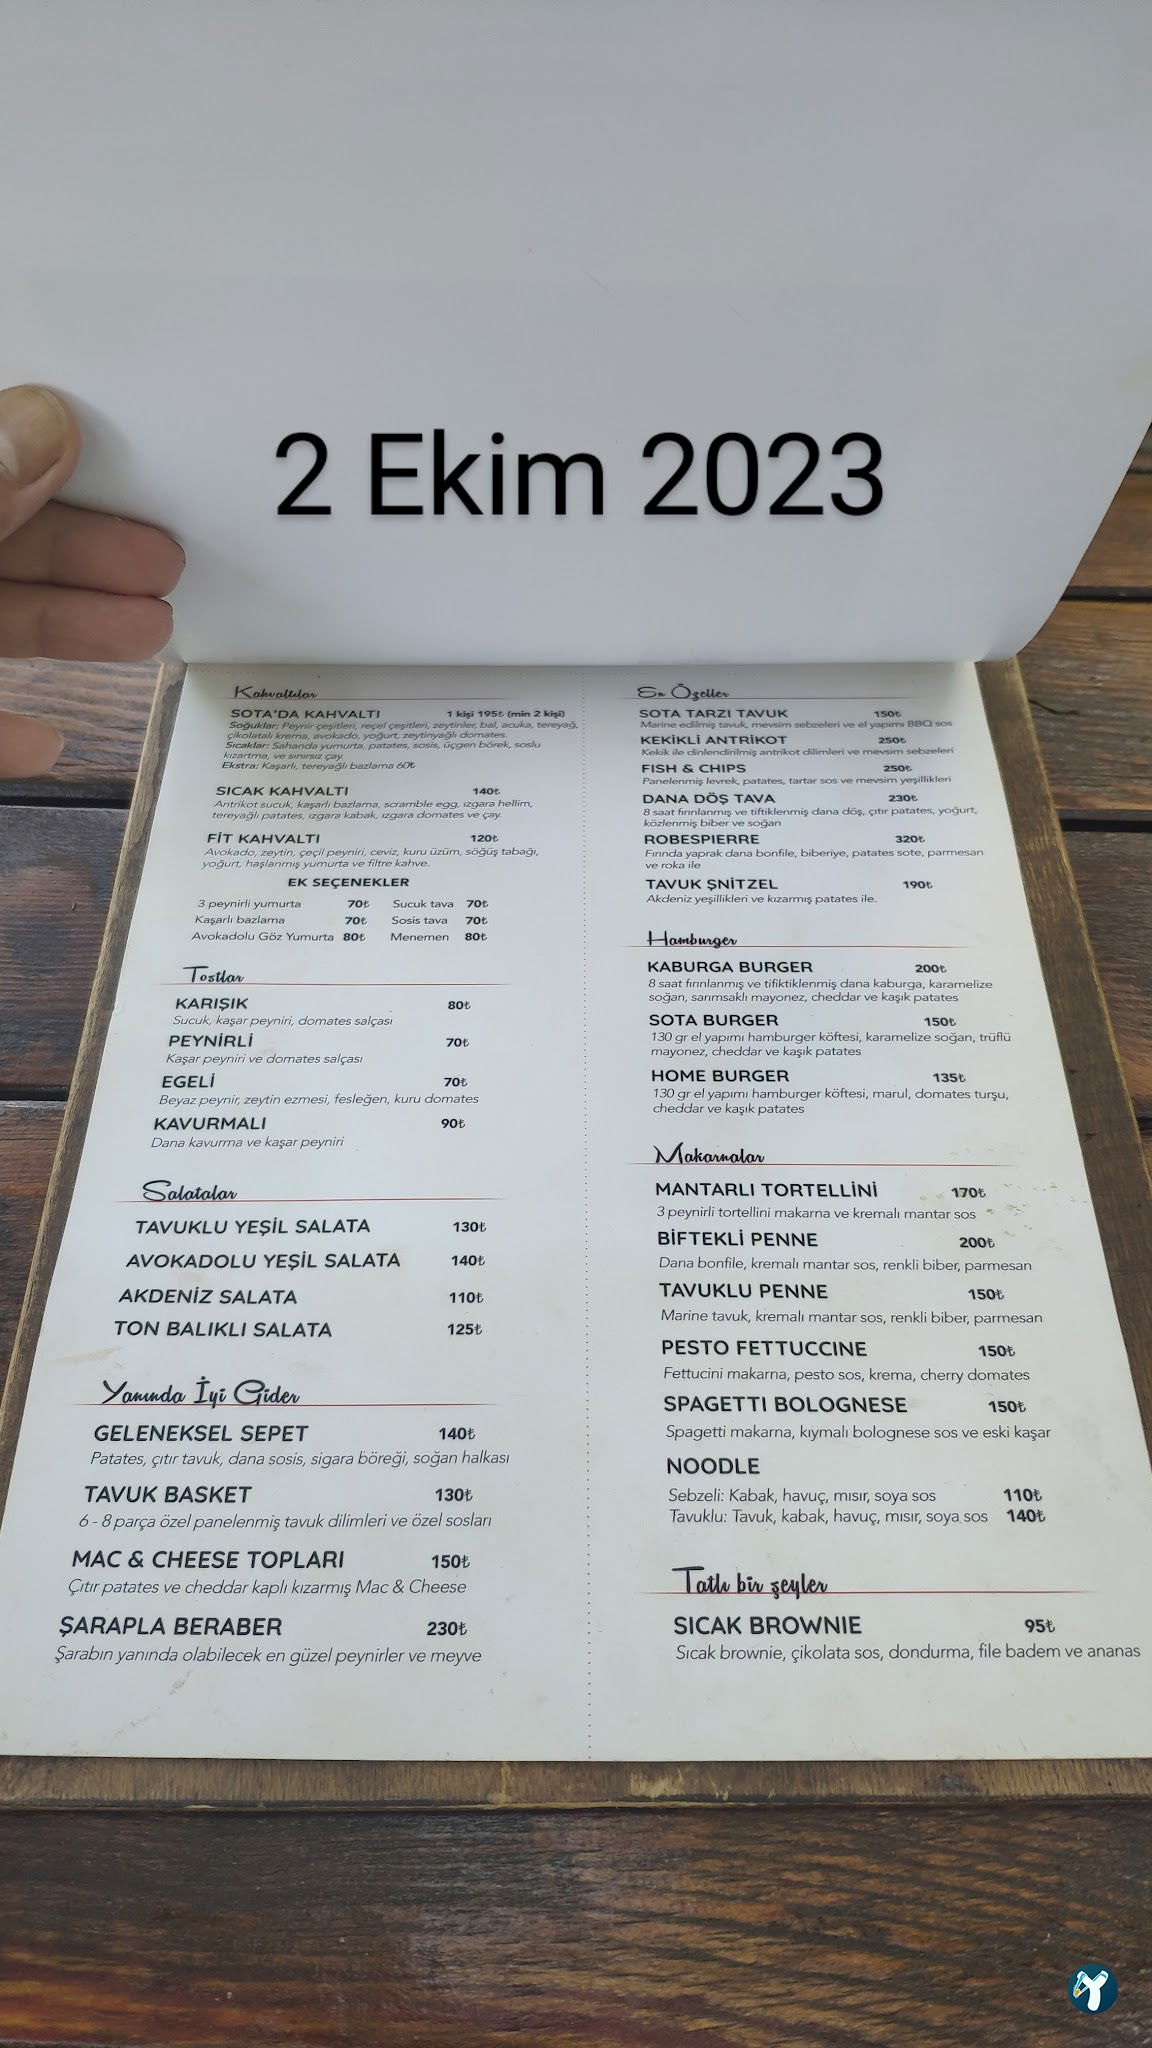 2 Ekim 2023
Kahvaltılar
SOTA'DA KAHVALTI 1 kişi 195₺ (min 2 kişi)
Soğuklar: Peynir çeşitleri, reçel çeşitleri, zeytinler, bal, acuka, tereyağ,
çikolatalı krema, avokado, yoğurt, zeytinyağlı domates.
Sıcaklar: Sahanda yumurta, patates, sosis, üçgen börek, soslu
kızartma, ve sınırsız çay.
Ekstra: Kaşarlı, tereyağlı bazlama 60₺
SICAK KAHVALTI 140₺
Antrikot sucuk, kaşarlı bazlama, scramble egg, ızgara hellim,
tereyağlı patates, ızgara kabak, ızgara domates ve çay.
FİT KAHVALTI 120₺
Avokado, zeytin, çeçil peyniri, ceviz, kuru üzüm, söğüş tabağı,
yoğurt, haşlanmış yumurta ve filtre kahve.
EK SEÇENEKLER
3 peynirli yumurta 70₺ Sucuk tava 70₺
Kaşarlı bazlama 70₺ Sosis tava 70₺
Avokadolu Göz Yumurta 80₺ Menemen 80₺
Tostlar
KARIŞIK 80₺
Sucuk, kaşar peyniri, domates salçası
PEYNİRLİ 70₺
Kaşar peyniri ve domates salçası
EGELİ 70₺
Beyaz peynir, zeytin ezmesi, fesleğen, kuru domates
KAVURMALI 90₺
Dana kavurma ve kaşar peyniri
Salatalar
TAVUKLU YEŞİL SALATA 130₺
AVOKADOLU YEŞİL SALATA 140₺
AKDENİZ SALATA 110₺
TON BALIKLI SALATA 125₺
Yanında İyi Gider
GELENEKSEL SEPET 140₺
Patates, çıtır tavuk, dana sosis, sigara böreği, soğan halkası
TAVUK BASKET 130₺
6 - 8 parça özel panelenmiş tavuk dilimleri ve özel sosları
MAC & CHEESE TOPLARI 150₺
Çıtır patates ve cheddar kaplı kızarmış Mac & Cheese
ŞARAPLA BERABER 230₺
Şarabın yanında olabilecek en güzel peynirler ve meyve
En Özeller
SOTA TARZI TAVUK 150₺
Marine edilmiş tavuk, mevsim sebzeleri ve el yapımı BBQ sos
KEKİKLİ ANTRİKOT 250₺
Kekik ile dinlendirilmiş antrikot dilimleri ve mevsim sebzeleri
FISH & CHIPS 250₺
Panelenmiş levrek, patates, tartar sos ve mevsim yeşillikleri
DANA DÖŞ TAVA 230₺
8 saat fırınlanmış ve tiftiklenmiş dana döş, çıtır patates, yoğurt,
közlenmiş biber ve soğan
ROBESPIERRE 320₺
Fırında yaprak dana bonfile, biberiye, patates sote, parmesan
ve roka ile
TAVUK ŞNİTZEL 190₺
Akdeniz yeşillikleri ve kızarmış patates ile.
Hamburger
KABURGA BURGER 200₺
8 saat fırınlanmış ve tifiktiklenmiş dana kaburga, karamelize
soğan, sarımsaklı mayonez, cheddar ve kaşık patates
SOTA BURGER 150₺
130 gr el yapımı hamburger köftesi, karamelize soğan, trüflü
mayonez, cheddar ve kaşık patates
HOME BURGER 135₺
130 gr el yapımı hamburger köftesi, marul, domates turşu,
cheddar ve kaşık patates
Makarnalar
MANTARLI TORTELLİNİ 170₺
3 peynirli tortellini makarna ve kremalı mantar sos
BİFTEKLİ PENNE 200₺
Dana bonfile, kremalı mantar sos, renkli biber, parmesan
TAVUKLU PENNE 150₺
Marine tavuk, kremalı mantar sos, renkli biber, parmesan
PESTO FETTUCCINE 150₺
Fettucini makarna, pesto sos, krema, cherry domates
SPAGETTI BOLOGNESE 150₺
Spagetti makarna, kıymalı bolognese sos ve eski kaşar
NOODLE
Sebzeli: Kabak, havuç, mısır, soya sos 110₺
Tavuklu: Tavuk, kabak, havuç, mısır, soya sos 140₺
Tatlı bir şeyler
SICAK BROWNIE 95₺
Sıcak brownie, çikolata sos, dondurma, file badem ve ananas